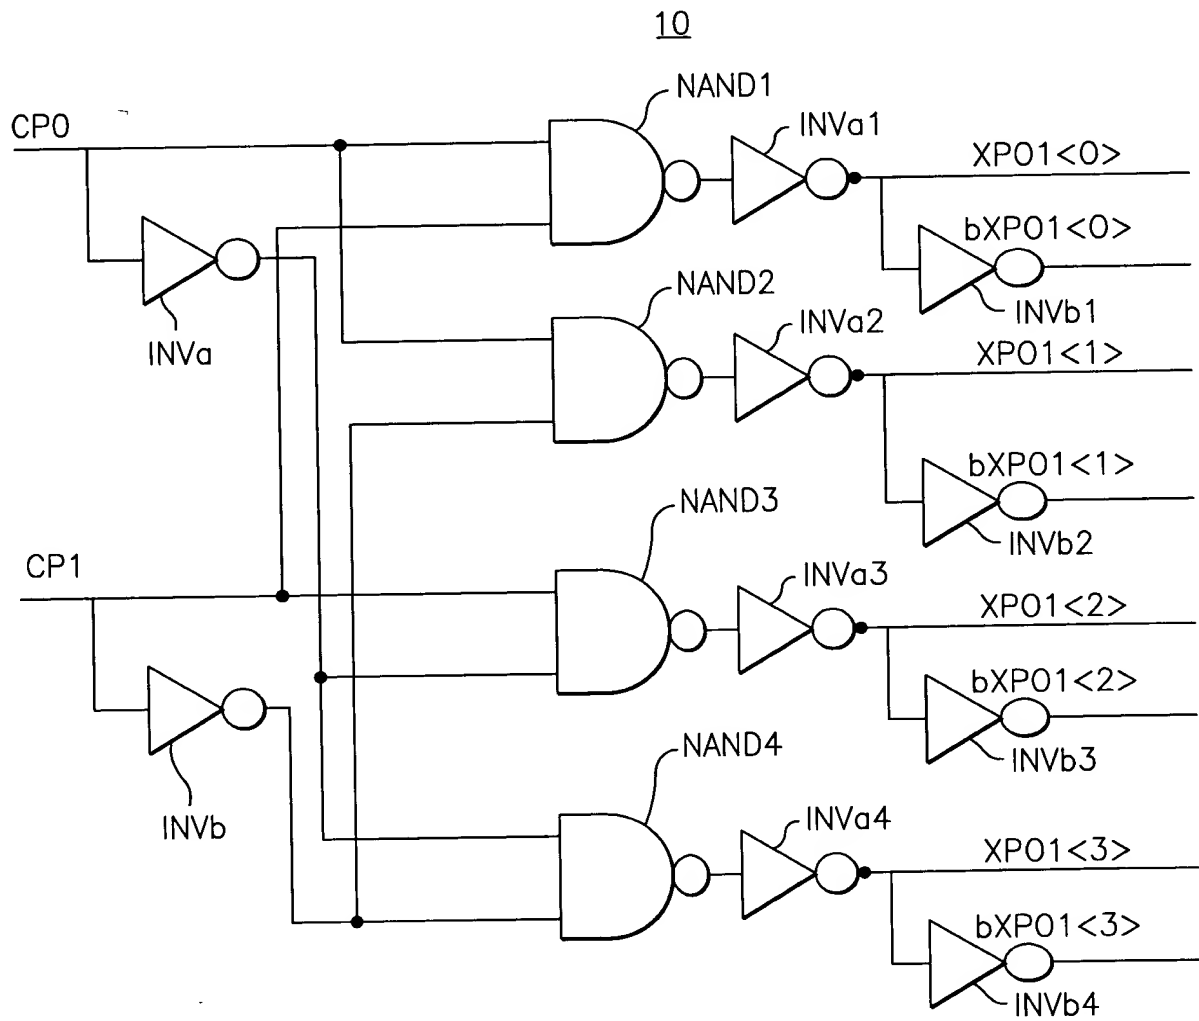 10
NAND1
CP0
INVa1
XP01<0>
bXP01<0>
INVa
NAND2
INVa2
INVb1
XP01<1>
bXP01<1>
NAND3
INVb2
CP1
INVa3
XP01<2>
bXP01<2>
NAND4
INVb3
INVb
INVa4
XP01<3>
bXP01<3>
INVb4